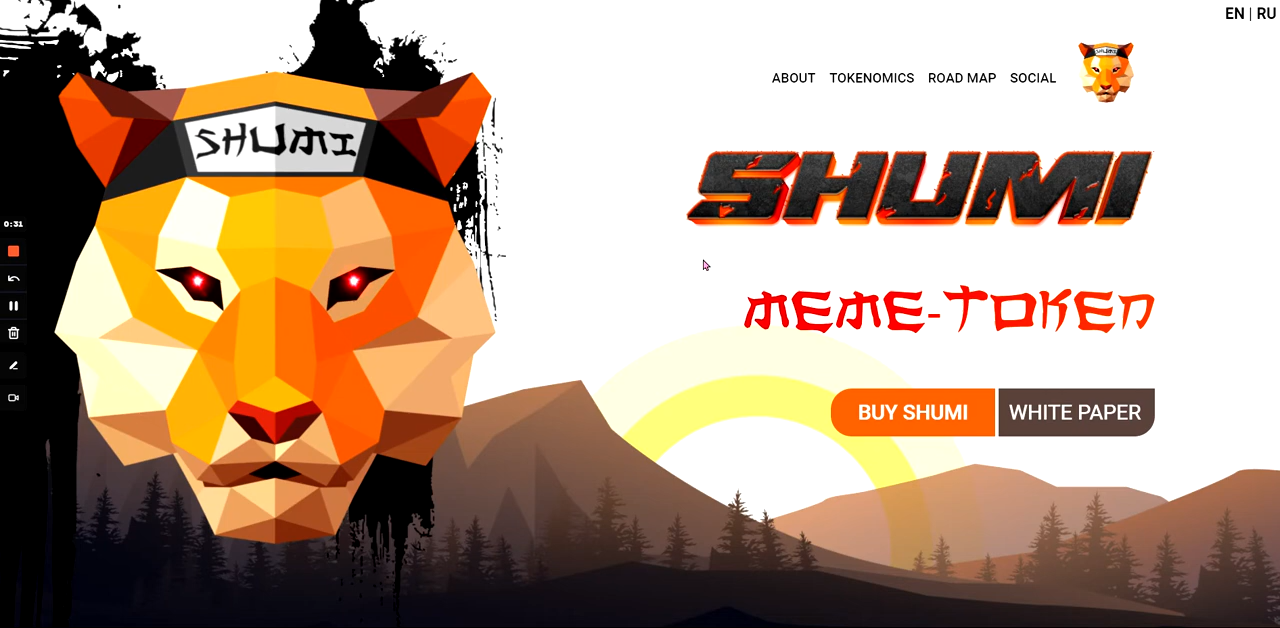 EN | RU
ABOUT TOKENOMICS ROAD MAP SOCIAL
SHUMI
SHUMI
MEME-TOKEN
0:31
BUY SHUMI WHITE PAPER